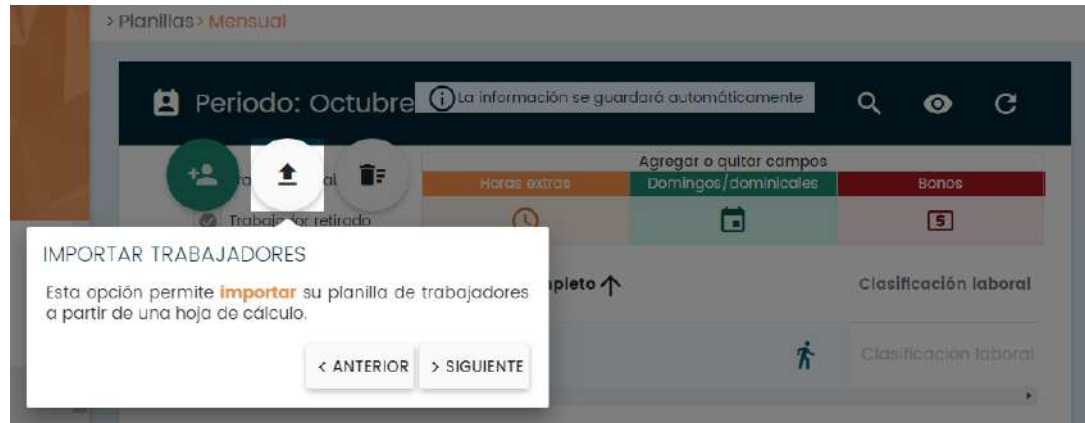 > Planillas > Mensual
Periodo: Octubre
La información se guardará automáticamente
Agregar o quitar campos
Horas extras
Domingos/dominicales
Bonos
Trabajador retirado
IMPORTAR TRABAJADORES
Esta opción permite importar su planilla de trabajadores
a partir de una hoja de cálculo.
< ANTERIOR
> SIGUIENTE
Clasificación laboral
Clasificación laboral